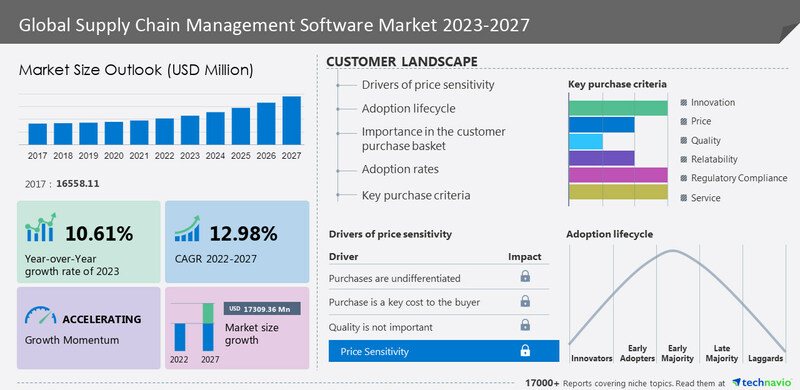 Global Supply Chain Management Software Market 2023-2027
Market Size Outlook (USD Million)
2017 2018 2019 2020 2021 2022 2023 2024 2025 2026 2027
2017 : 16558.11
10.61%
Year-over-Year
growth rate of 2023
12.98%
CAGR 2022-2027
ACCELERATING
Growth Momentum
USD 17309.36 Mn
Market size
growth
2022 2027
CUSTOMER LANDSCAPE
Drivers of price sensitivity
Adoption lifecycle
Importance in the customer
purchase basket
Adoption rates
Key purchase criteria
Key purchase criteria
Innovation
Price
Quality
Relatability
Regulatory Compliance
Service
Drivers of price sensitivity
Driver Impact
Purchases are undifferentiated
Purchase is a key cost to the buyer
Quality is not important
Price Sensitivity
Adoption lifecycle
Innovators
Early
Adopters
Early
Majority
Late
Majority
Laggards
17000+ Reports covering niche topics. Read them at technavio